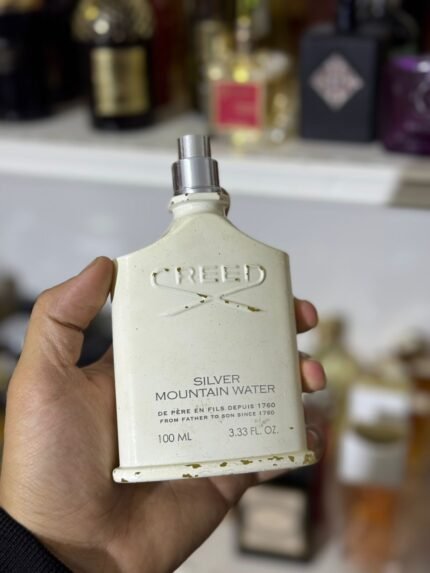 CREED
SILVER
MOUNTAIN WATER
DE PÈRE EN FILS DEPUIS 1760
FROM FATHER TO SON SINCE 1760
100 ML 3.33 FL. OZ.